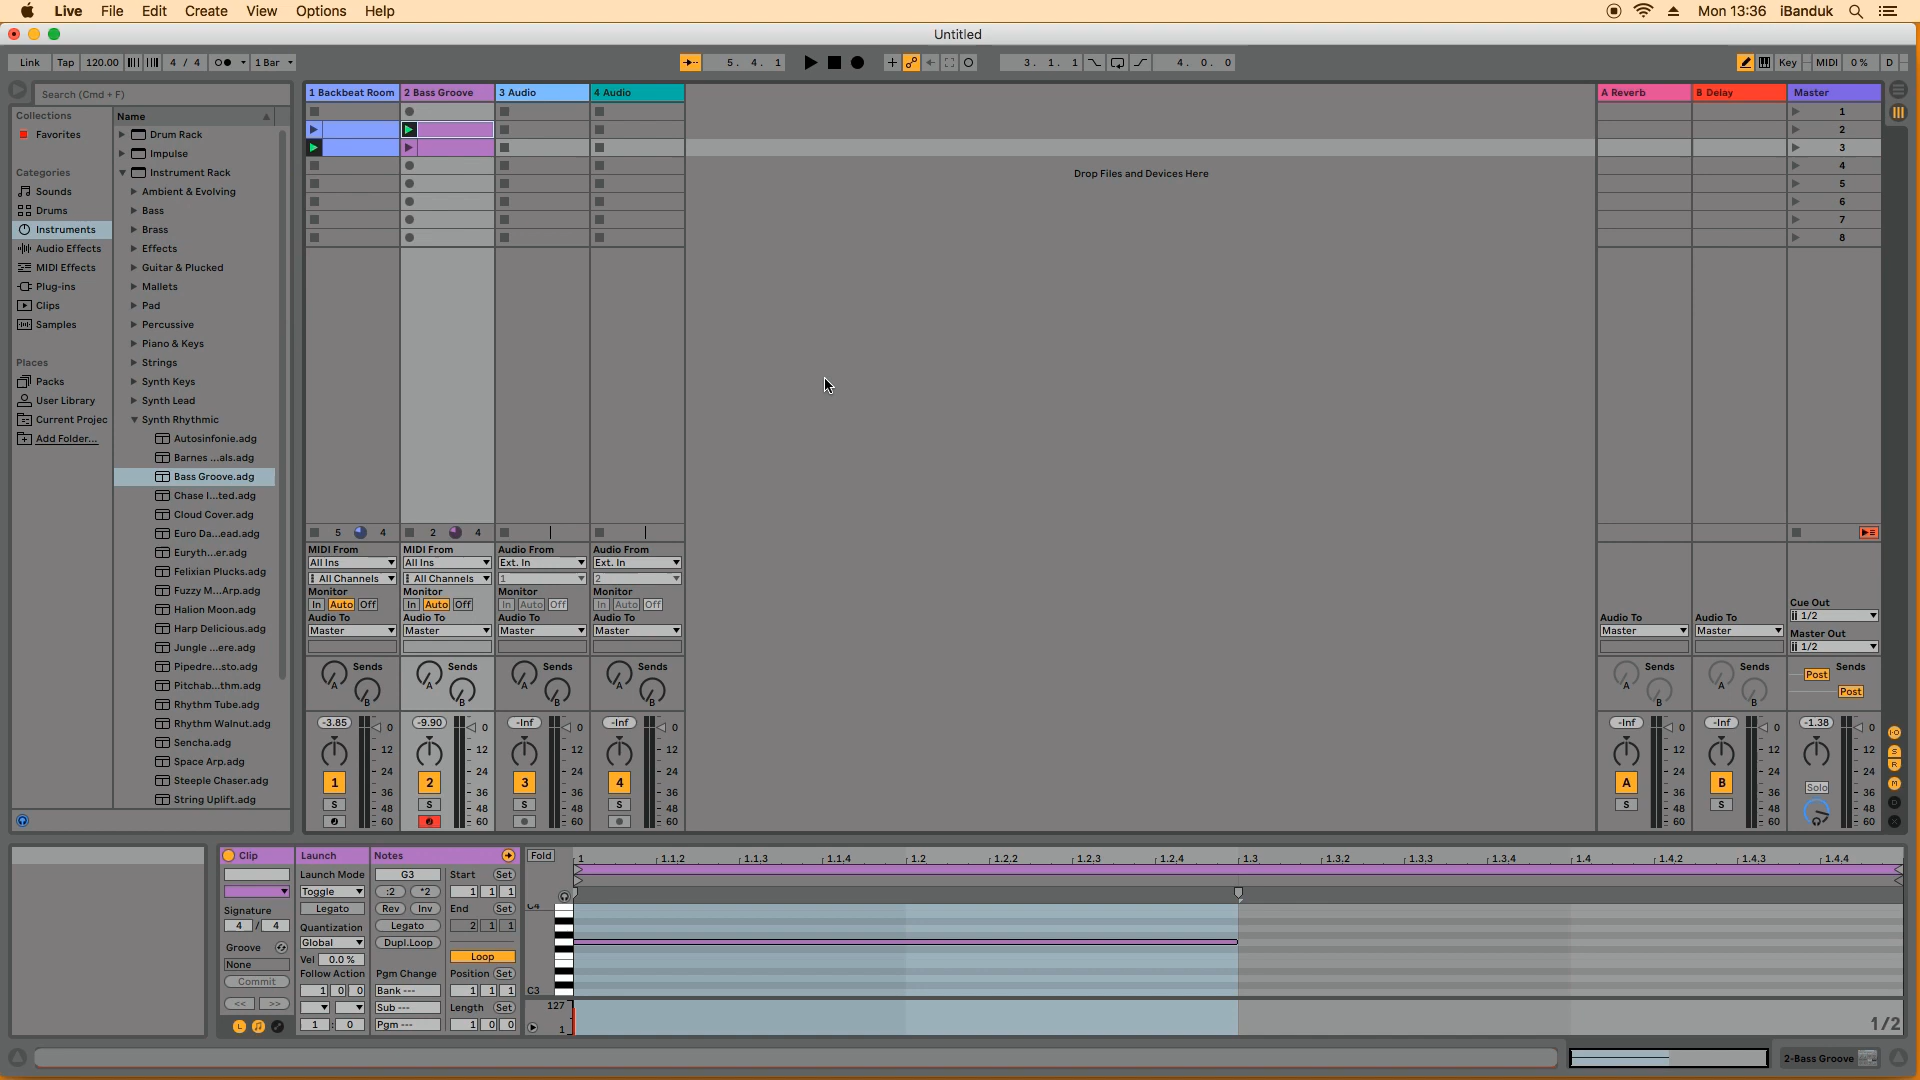 Live File Edit Create View Options Help Mon 13:36 iBanduk
Untitled
Link Tap 120.00 4 / 4 1 Bar 5. 4. 1 3. 1. 1 4. 0. 0 Key MIDI 0 % D
Search (Cmd + F)
Collections
Favorites
Categories
Sounds
Drums
Instruments
Audio Effects
MIDI Effects
Plug-ins
Clips
Samples
Places
Packs
User Library
Current Projec
Add Folder...
Name
Drum Rack
Impulse
Instrument Rack
Ambient & Evolving
Bass
Brass
Effects
Guitar & Plucked
Mallets
Pad
Percussive
Piano & Keys
Strings
Synth Keys
Synth Lead
Synth Rhythmic
Autosinfonie.adg
Barnes ...als.adg
Bass Groove.adg
Chase I...ted.adg
Cloud Cover.adg
Euro Da...ead.adg
Euryth...er.adg
Felixian Plucks.adg
Fuzzy M...Arp.adg
Halion Moon.adg
Harp Delicious.adg
Jungle ...ere.adg
Pipedre...sto.adg
Pitchab...thm.adg
Rhythm Tube.adg
Rhythm Walnut.adg
Sencha.adg
Space Arp.adg
Steeple Chaser.adg
String Uplift.adg
1 Backbeat Room 2 Bass Groove 3 Audio 4 Audio A Reverb B Delay Master
1
2
3
4
5
6
7
8
Drop Files and Devices Here
5 4 2 4
MIDI From MIDI From Audio From Audio From
All Ins All Ins Ext. In Ext. In
All Channels All Channels 1 2
Monitor Monitor Monitor Monitor
In Auto Off In Auto Off In Auto Off In Auto Off Cue Out
1/2
Audio To Audio To Audio To Audio To Audio To Audio To
Master Master Master Master Master Master Master Out
1/2
Sends Sends Sends Sends Sends Sends Sends
A A A A A A Post
B B B B B B Post
-3.85 0 -9.90 0 -Inf 0 -Inf 0 -Inf 0 -Inf 0 -1.38 0
12 12 12 12 12 12 12
24 24 24 24 24 24 24
1 2 3 4 A B Solo
36 36 36 36 36 36 36
S S S S S S
48 48 48 48 48 48 48
60 60 60 60 60 60 60
Clip
Signature
4 / 4
Groove
None
Commit
<< >>
Launch
Launch Mode
Toggle
Legato
Quantization
Global
Vel 0.0 %
Follow Action
1 0 0
1 : 0
Notes
G3
:2 *2
Rev Inv
Legato
Dupl.Loop
Pgm Change
Bank ---
Sub ---
Pgm ---
Start Set
1 1 1
End Set
2 1 1
Loop
Position Set
1 1 1
Length Set
1 0 0
Fold 1 1.1.2 1.1.3 1.1.4 1.2 1.2.2 1.2.3 1.2.4 1.3 1.3.2 1.3.3 1.3.4 1.4 1.4.2 1.4.3 1.4.4
C4
C3
127
1
1/2
2-Bass Groove